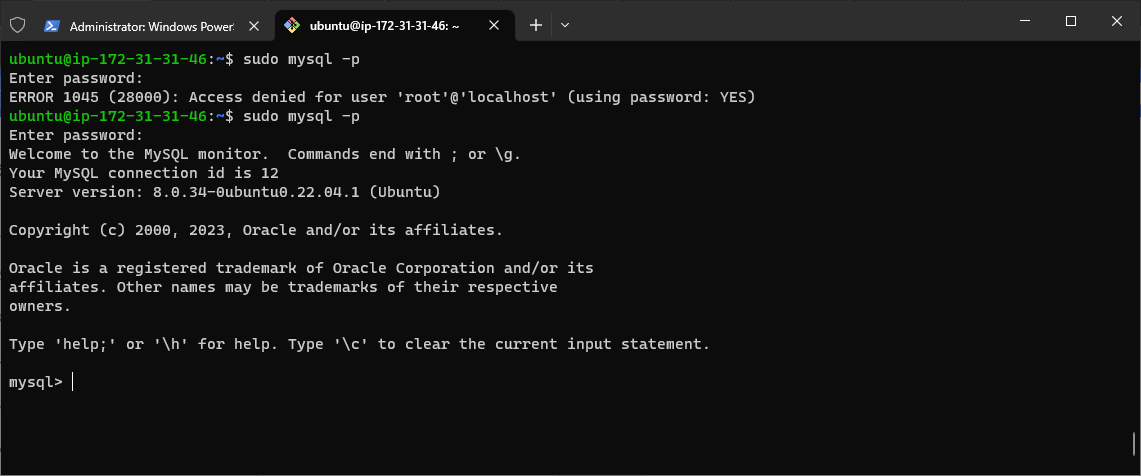 Administrator: Windows Power
ubuntu@ip-172-31-31-46: ~
ubuntu@ip-172-31-31-46:~$ sudo mysql -p
Enter password:
ERROR 1045 (28000): Access denied for user 'root'@'localhost' (using password: YES)
ubuntu@ip-172-31-31-46:~$ sudo mysql -p
Enter password:
Welcome to the MySQL monitor.  Commands end with ; or \g.
Your MySQL connection id is 12
Server version: 8.0.34-0ubuntu0.22.04.1 (Ubuntu)
Copyright (c) 2000, 2023, Oracle and/or its affiliates.
Oracle is a registered trademark of Oracle Corporation and/or its
affiliates. Other names may be trademarks of their respective
owners.
Type 'help;' or '\h' for help. Type '\c' to clear the current input statement.
mysql>